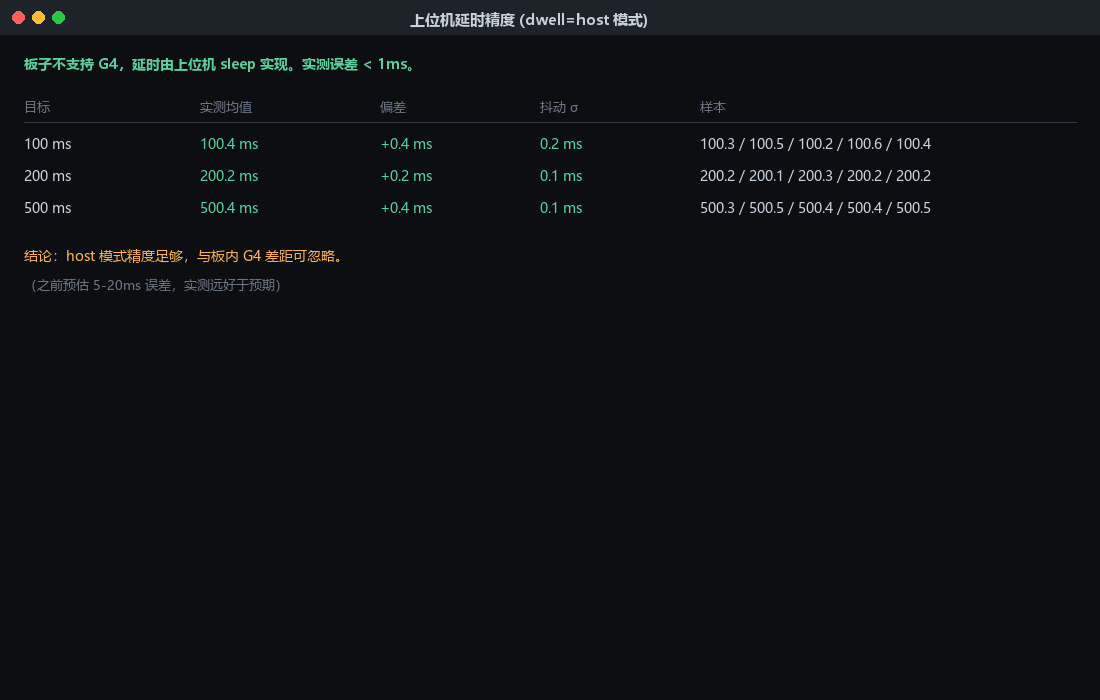 上位机延时精度 (dwell=host 模式)
板子不支持 G4，延时由上位机 sleep 实现。实测误差 < 1ms。
目标 实测均值 偏差 抖动 σ 样本
100 ms 100.4 ms +0.4 ms 0.2 ms 100.3 / 100.5 / 100.2 / 100.6 / 100.4
200 ms 200.2 ms +0.2 ms 0.1 ms 200.2 / 200.1 / 200.3 / 200.2 / 200.2
500 ms 500.4 ms +0.4 ms 0.1 ms 500.3 / 500.5 / 500.4 / 500.4 / 500.5
结论：host 模式精度足够，与板内 G4 差距可忽略。
（之前预估 5-20ms 误差，实测远好于预期）